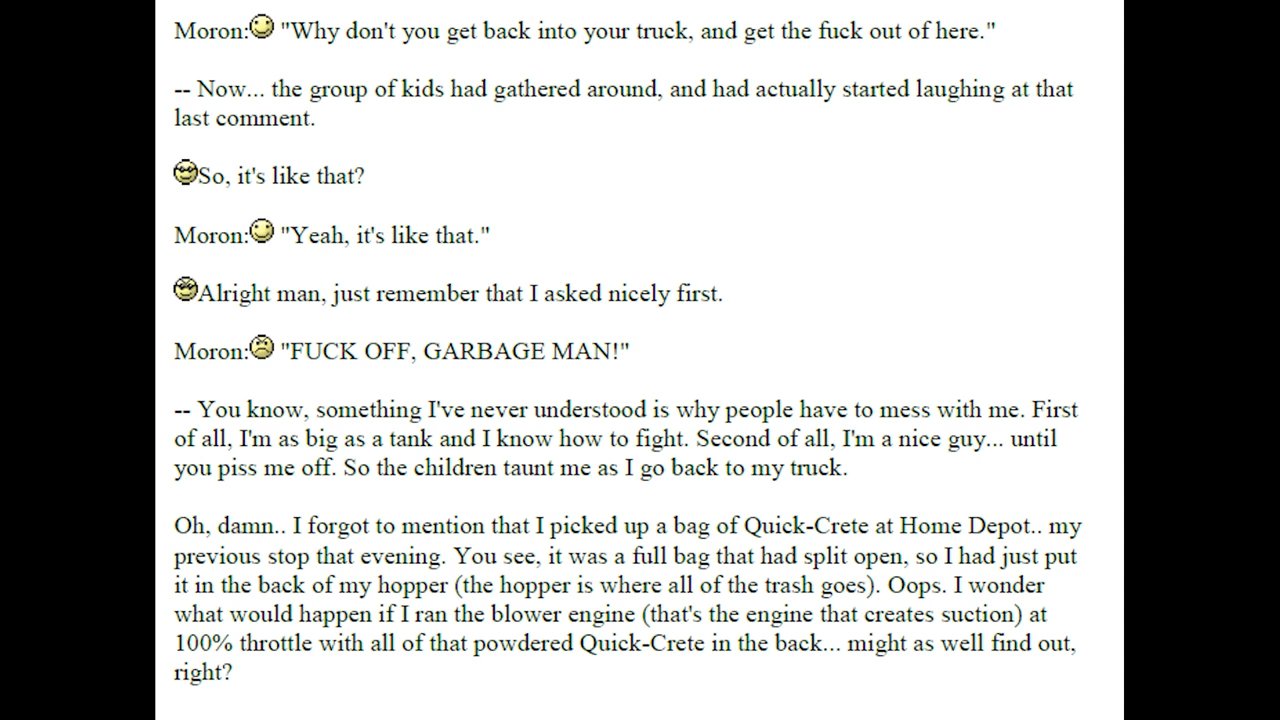 Moron: "Why don't you get back into your truck, and get the fuck out of here."
-- Now... the group of kids had gathered around, and had actually started laughing at that
last comment.
So, it's like that?
Moron: "Yeah, it's like that."
Alright man, just remember that I asked nicely first.
Moron: "FUCK OFF, GARBAGE MAN!"
-- You know, something I've never understood is why people have to mess with me. First
of all, I'm as big as a tank and I know how to fight. Second of all, I'm a nice guy... until
you piss me off. So the children taunt me as I go back to my truck.
Oh, damn.. I forgot to mention that I picked up a bag of Quick-Crete at Home Depot.. my
previous stop that evening. You see, it was a full bag that had split open, so I had just put
it in the back of my hopper (the hopper is where all of the trash goes). Oops. I wonder
what would happen if I ran the blower engine (that's the engine that creates suction) at
100% throttle with all of that powdered Quick-Crete in the back... might as well find out,
right?